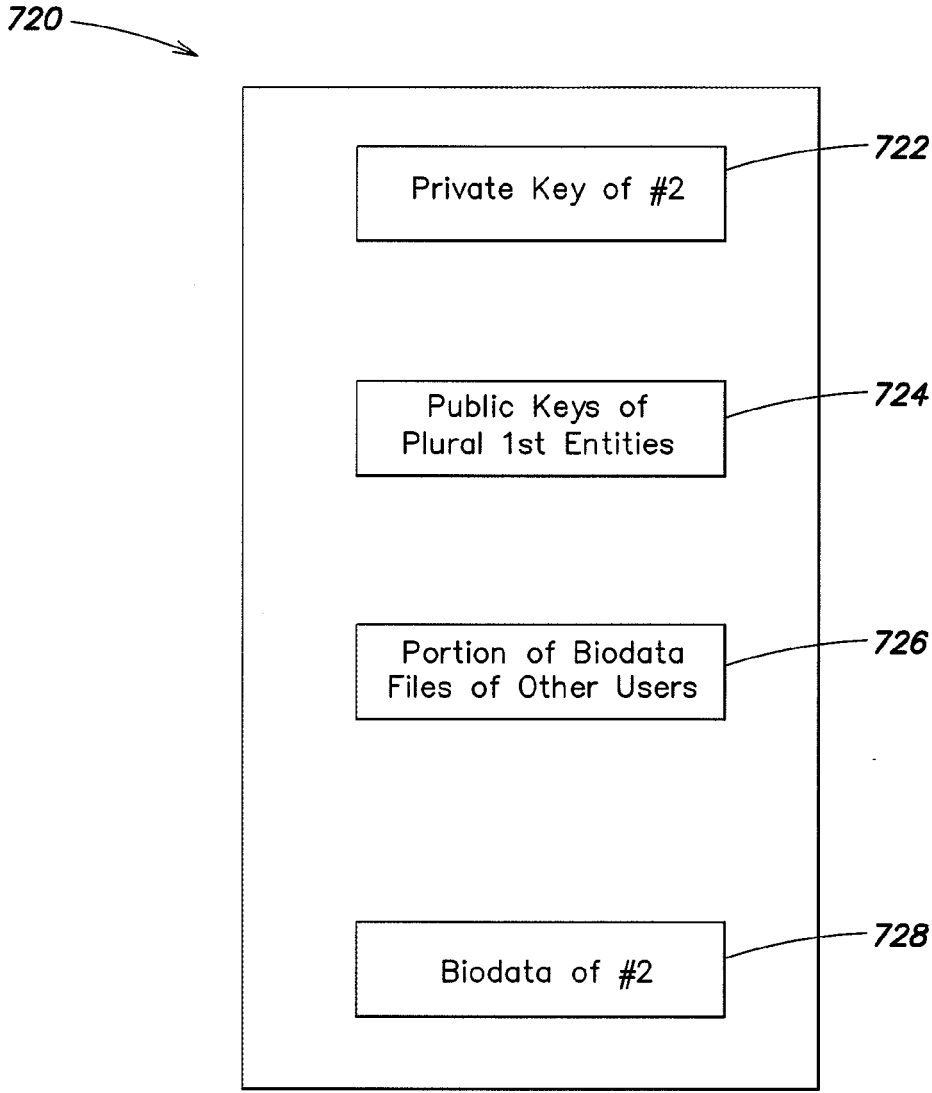 720
722
Private Key of #2
724
Public Keys of
Plural 1st Entities
726
Portion of Biodata
Files of Other Users
728
Biodata of #2